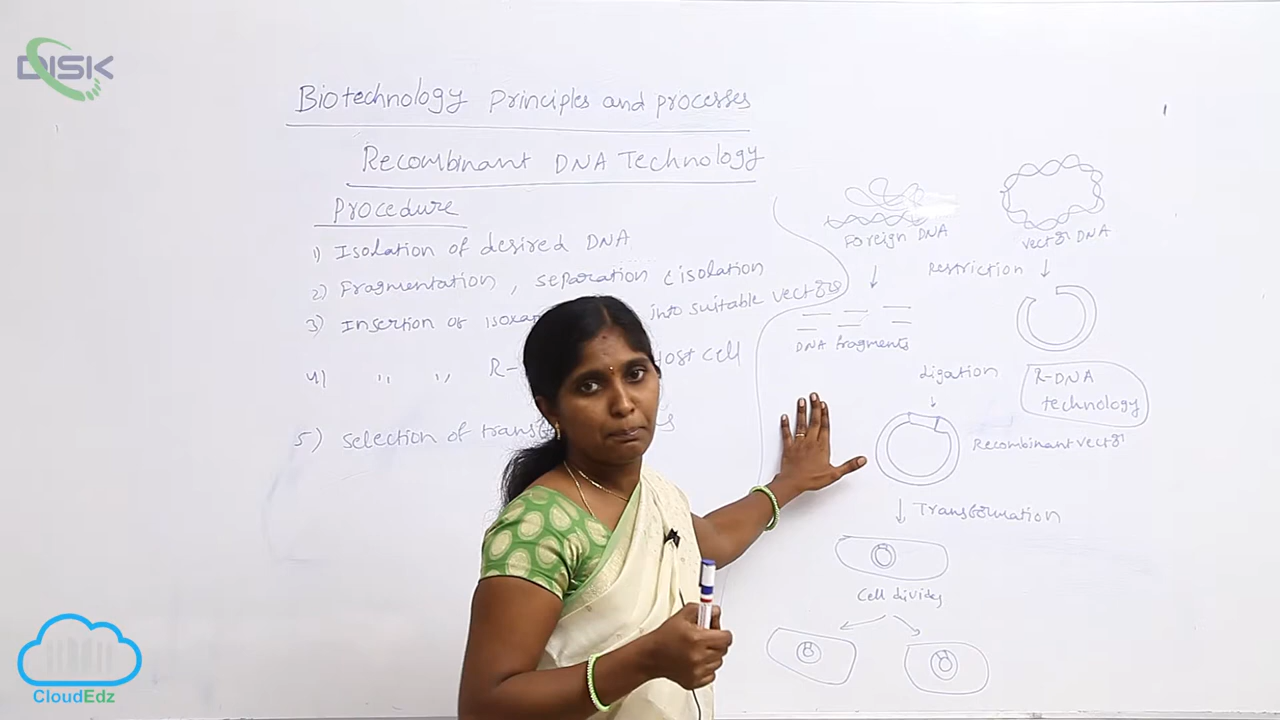 DISK
Biotechnology Principles and processes
Recombinant DNA Technology
Procedure
1) Isolation of desired DNA
2) Fragmentation, separation & isolation
3) Insertion of into suitable vectors
4) " " R- Host cell
5) Selection of
Foreign DNA
vector DNA
Restriction
DNA fragments
Ligation
R-DNA
technology
Recombinant vector
Transformation
Cell divides
CloudEdz